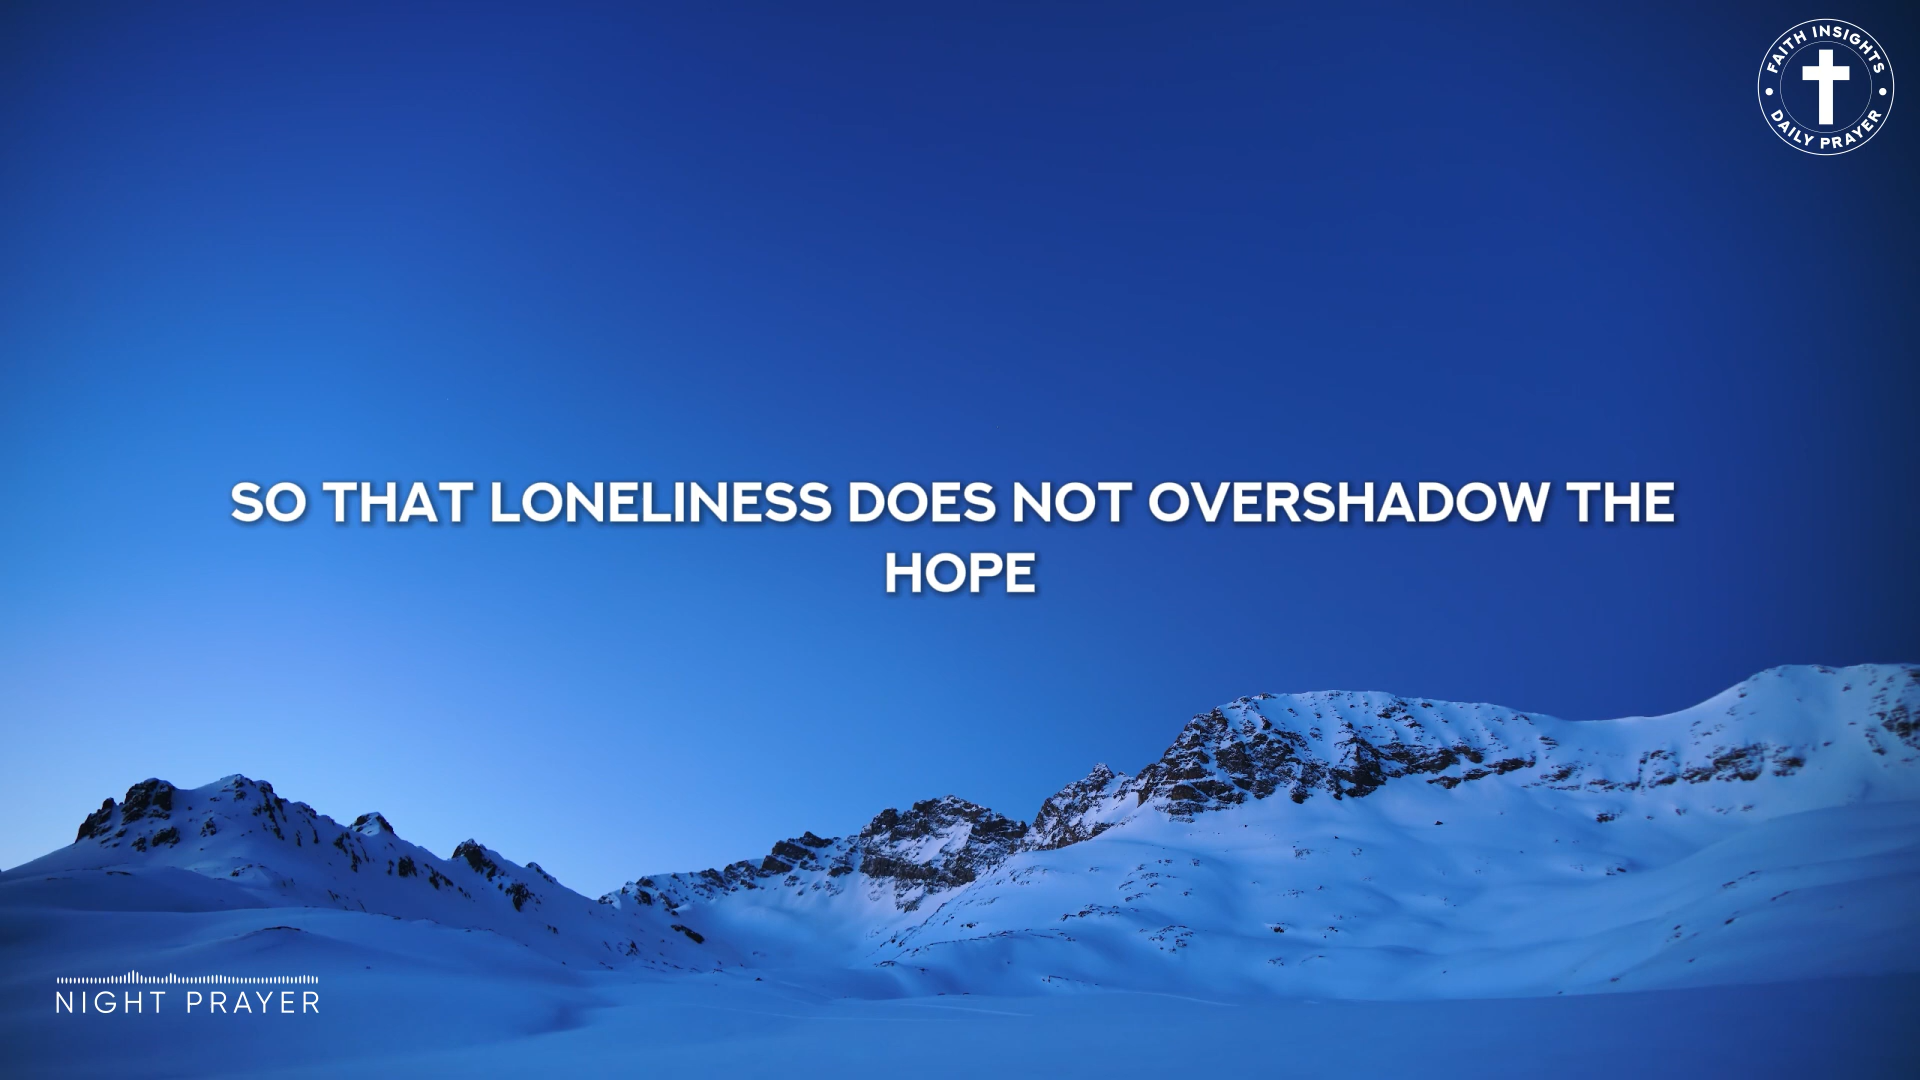 FAITH INSIGHTS
DAILY PRAYER
SO THAT LONELINESS DOES NOT OVERSHADOW THE
HOPE
NIGHT PRAYER